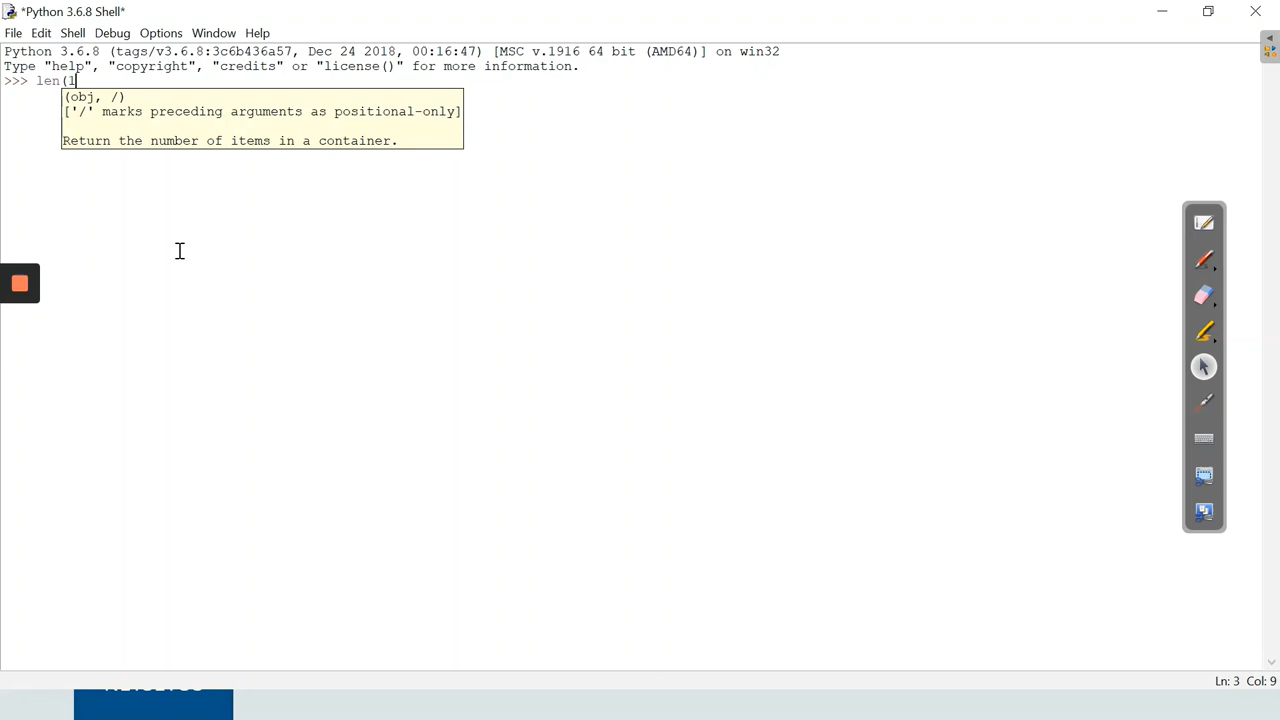 *Python 3.6.8 Shell*
File Edit Shell Debug Options Window Help
Python 3.6.8 (tags/v3.6.8:3c6b436a57, Dec 24 2018, 00:16:47) [MSC v.1916 64 bit (AMD64)] on win32
Type "help", "copyright", "credits" or "license()" for more information.
>>> len(l
(obj, /)
['/' marks preceding arguments as positional-only]
Return the number of items in a container.
Ln: 3 Col: 9